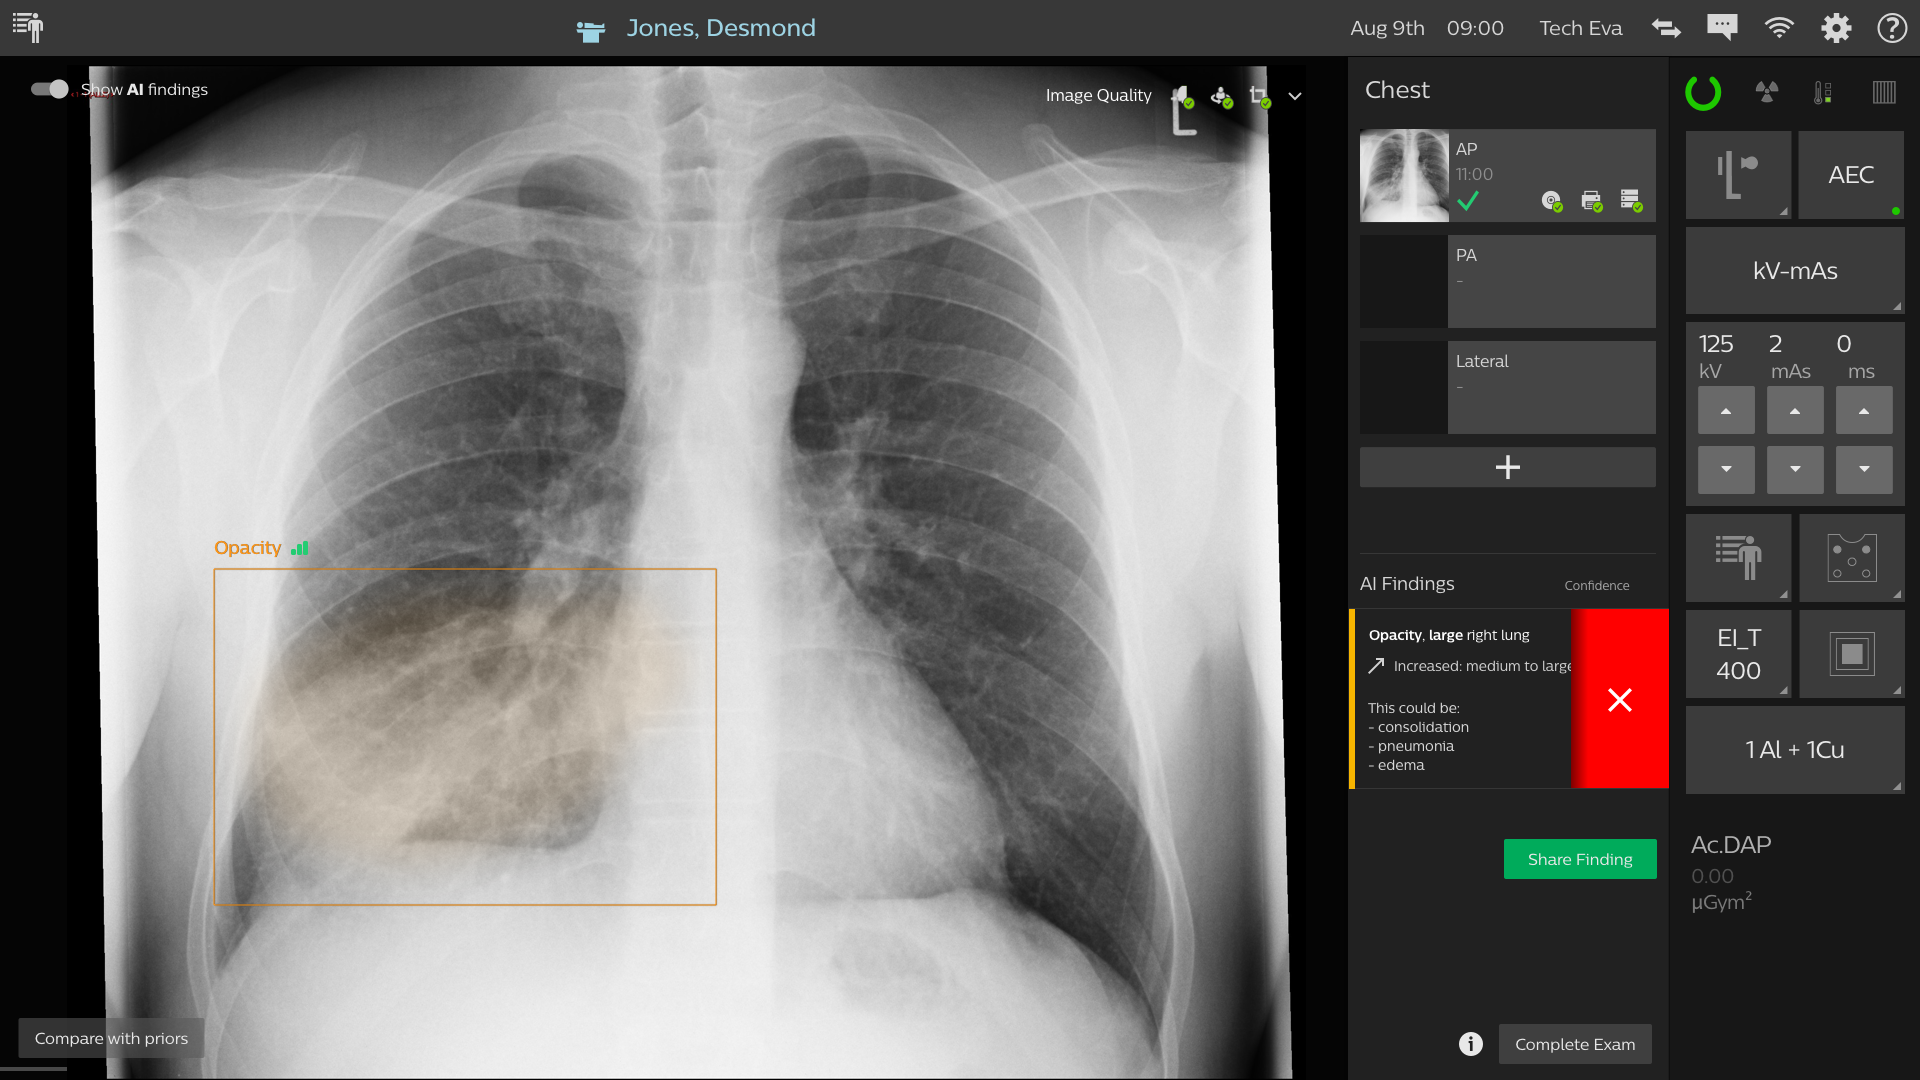 Jones, Desmond
Aug 9th 09:00 Tech Eva
Show AI findings
Image Quality
L
Opacity
Compare with priors
Chest
AP
11:00
PA
-
Lateral
-
AI Findings Confidence
Opacity, large right lung
Increased: medium to large
This could be:
- consolidation
- pneumonia
- edema
Share Finding
Complete Exam
AEC
kV-mAs
125 2 0
kV mAs ms
EI_T
400
1 Al + 1Cu
Ac.DAP
0.00
µGym²